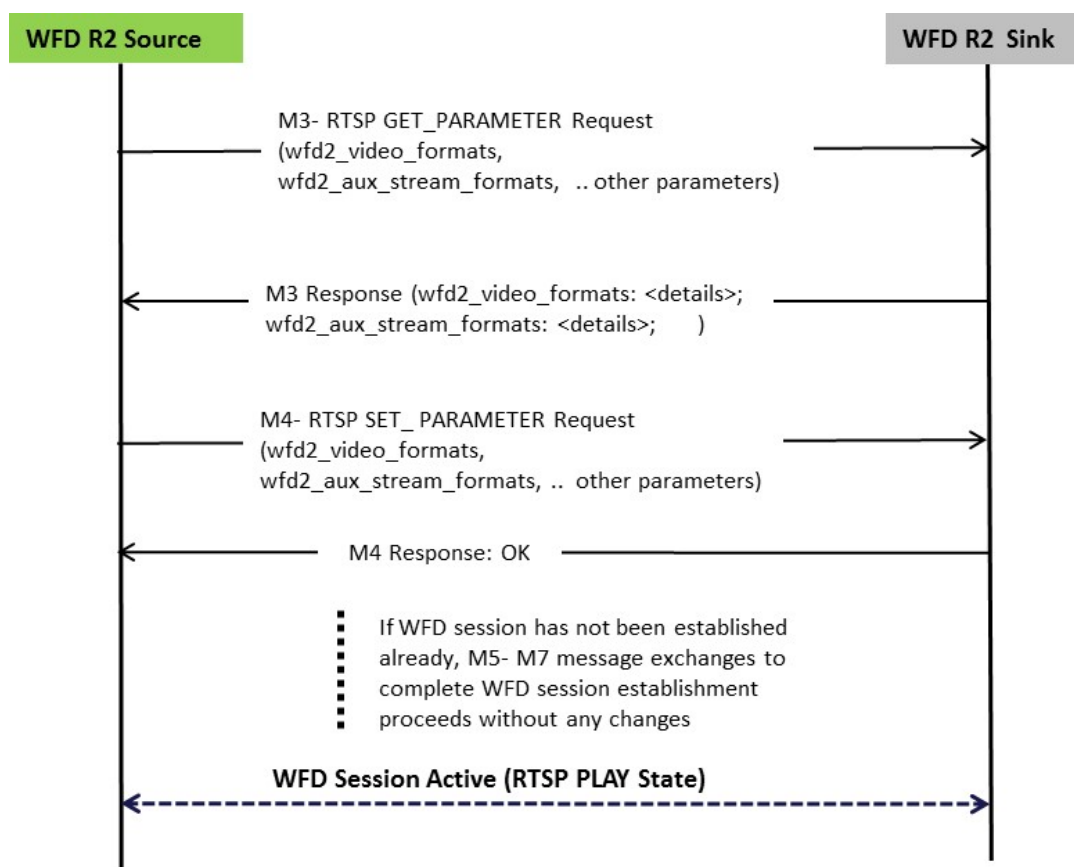 WFD R2 Source
WFD R2 Sink
M3- RTSP GET_PARAMETER Request
(wfd2_video_formats,
wfd2_aux_stream_formats, .. other parameters)
M3 Response (wfd2_video_formats: <details>;
wfd2_aux_stream_formats: <details>; )
M4- RTSP SET_ PARAMETER Request
(wfd2_video_formats,
wfd2_aux_stream_formats, .. other parameters)
M4 Response: OK
If WFD session has not been established
already, M5- M7 message exchanges to
complete WFD session establishment
proceeds without any changes
WFD Session Active (RTSP PLAY State)